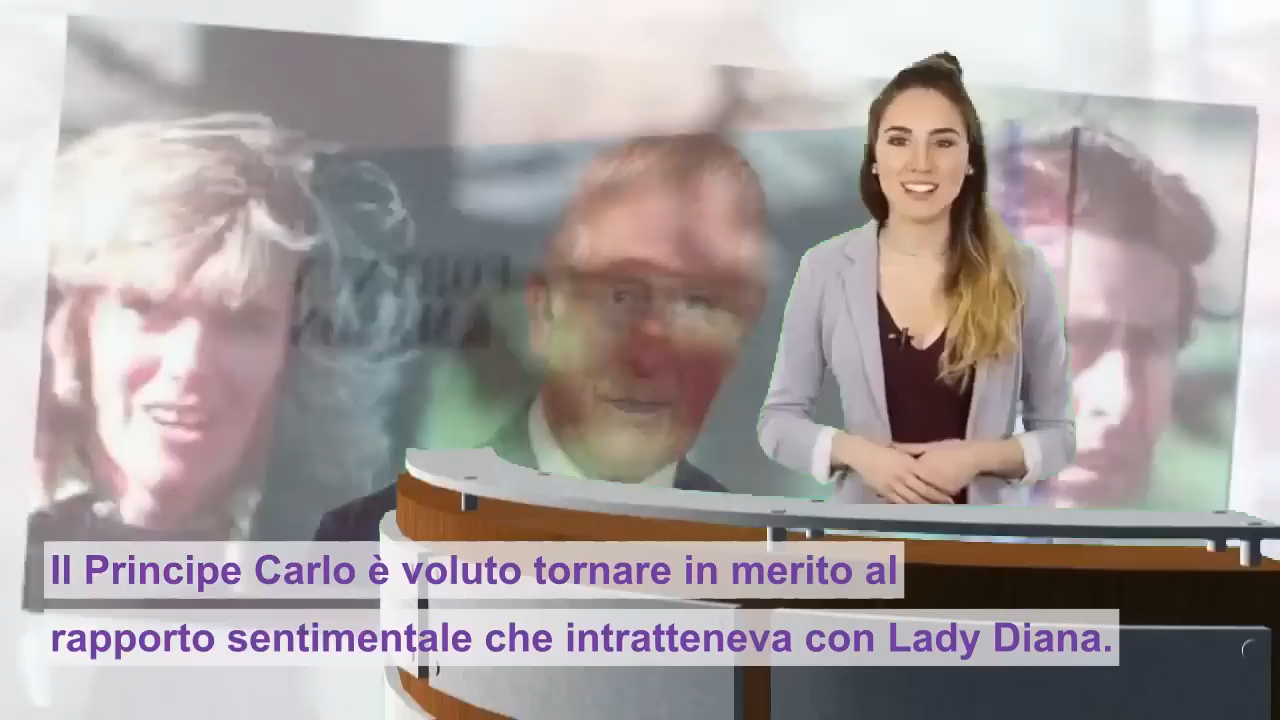 Il Principe Carlo è voluto tornare in merito al
rapporto sentimentale che intratteneva con Lady Diana.